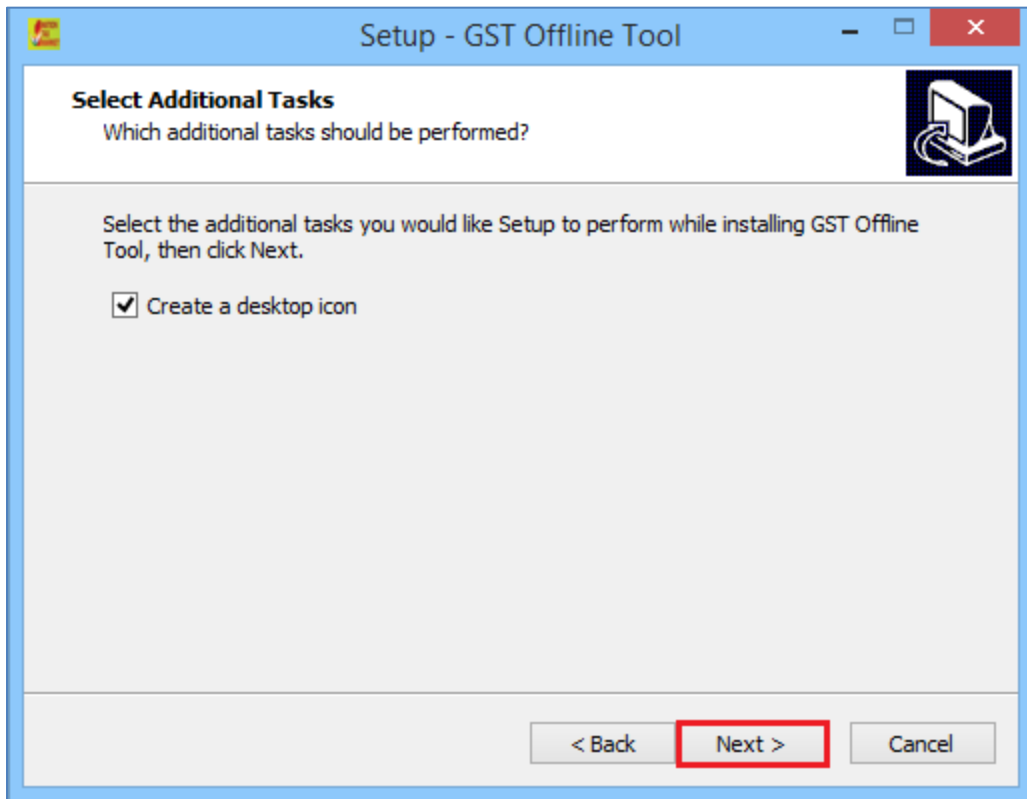 Setup - GST Offline Tool
Select Additional Tasks
Which additional tasks should be performed?
Select the additional tasks you would like Setup to perform while installing GST Offline
Tool, then click Next.
Create a desktop icon
< Back Next > Cancel